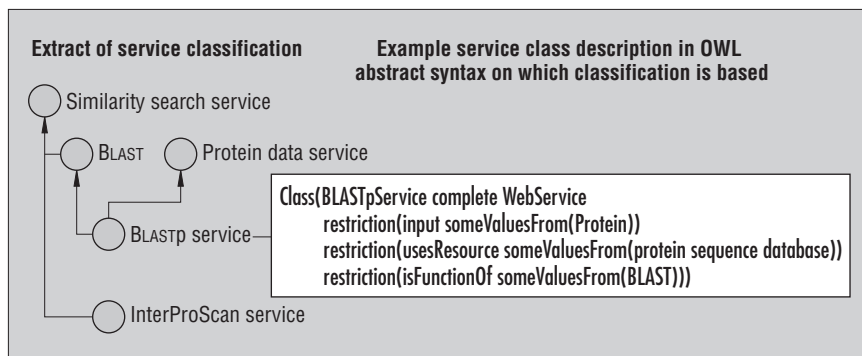 Extract of service classification
Example service class description in OWL
abstract syntax on which classification is based
Similarity search service
BLAST
Protein data service
BLASTp service
Class(BLASTpService complete WebService
restriction(input someValuesFrom(Protein))
restriction(usesResource someValuesFrom(protein sequence database))
restriction(isFunctionOf someValuesFrom(BLAST)))
InterProScan service